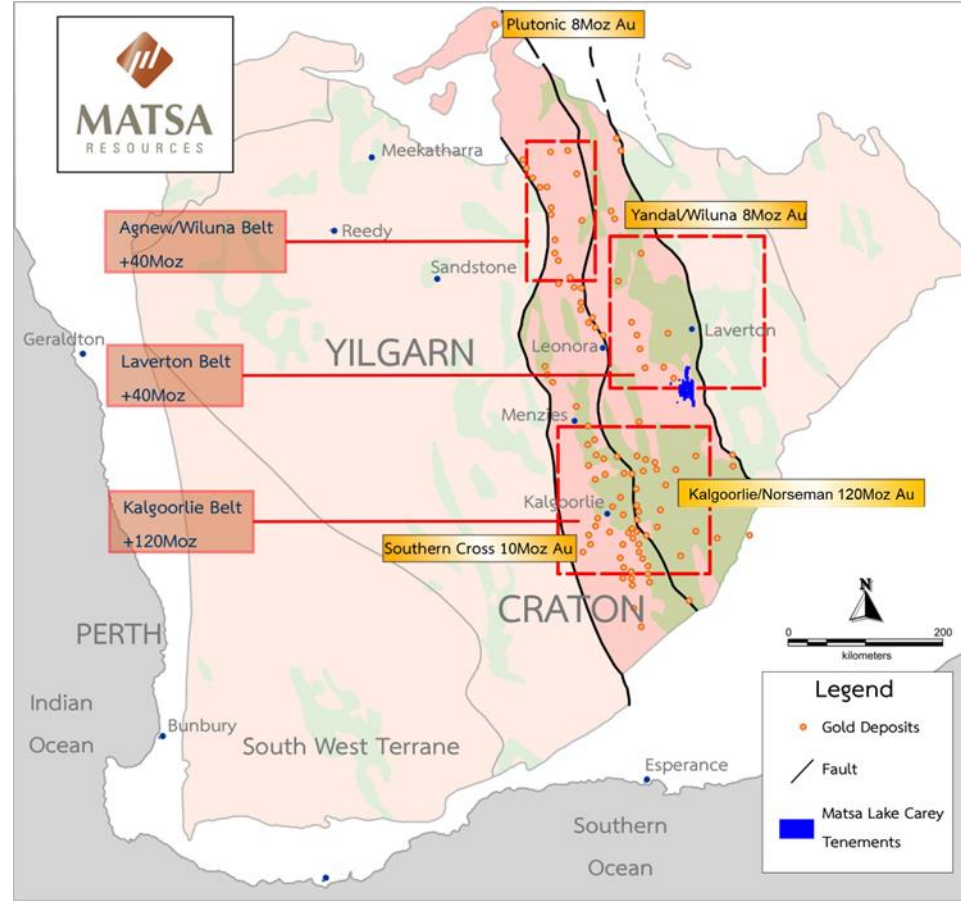 MATSA
RESOURCES
Plutonic 8Moz Au
Meekatharra
Agnew/Wiluna Belt
+40Moz
Reedy
Yandal/Wiluna 8Moz Au
Sandstone
Geraldton
YILGARN
Leonora
Laverton
Laverton Belt
+40Moz
Menzies
Kalgoorlie Belt
+120Moz
Kalgoorlie
Kalgoorlie/Norseman 120Moz Au
Southern Cross 10Moz Au
CRATON
PERTH
N
0
200
kilometers
Indian
Ocean
Bunbury
South West Terrane
Esperance
Southern
Ocean
Legend
Gold Deposits
Fault
Matsa Lake Carey
Tenements